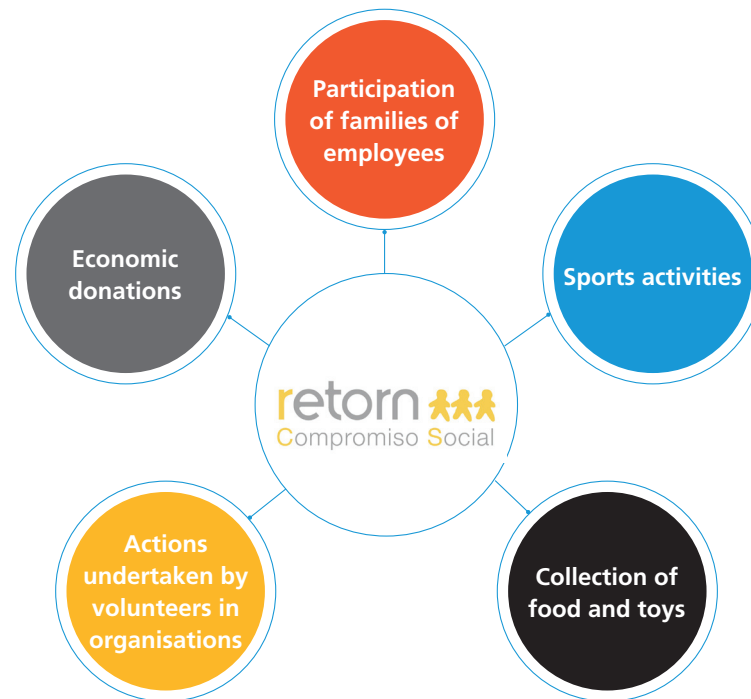 Participation
of families of
employees
Economic
donations
Sports activities
retorn
Compromiso Social
Actions
undertaken by
volunteers in
organisations
Collection of
food and toys